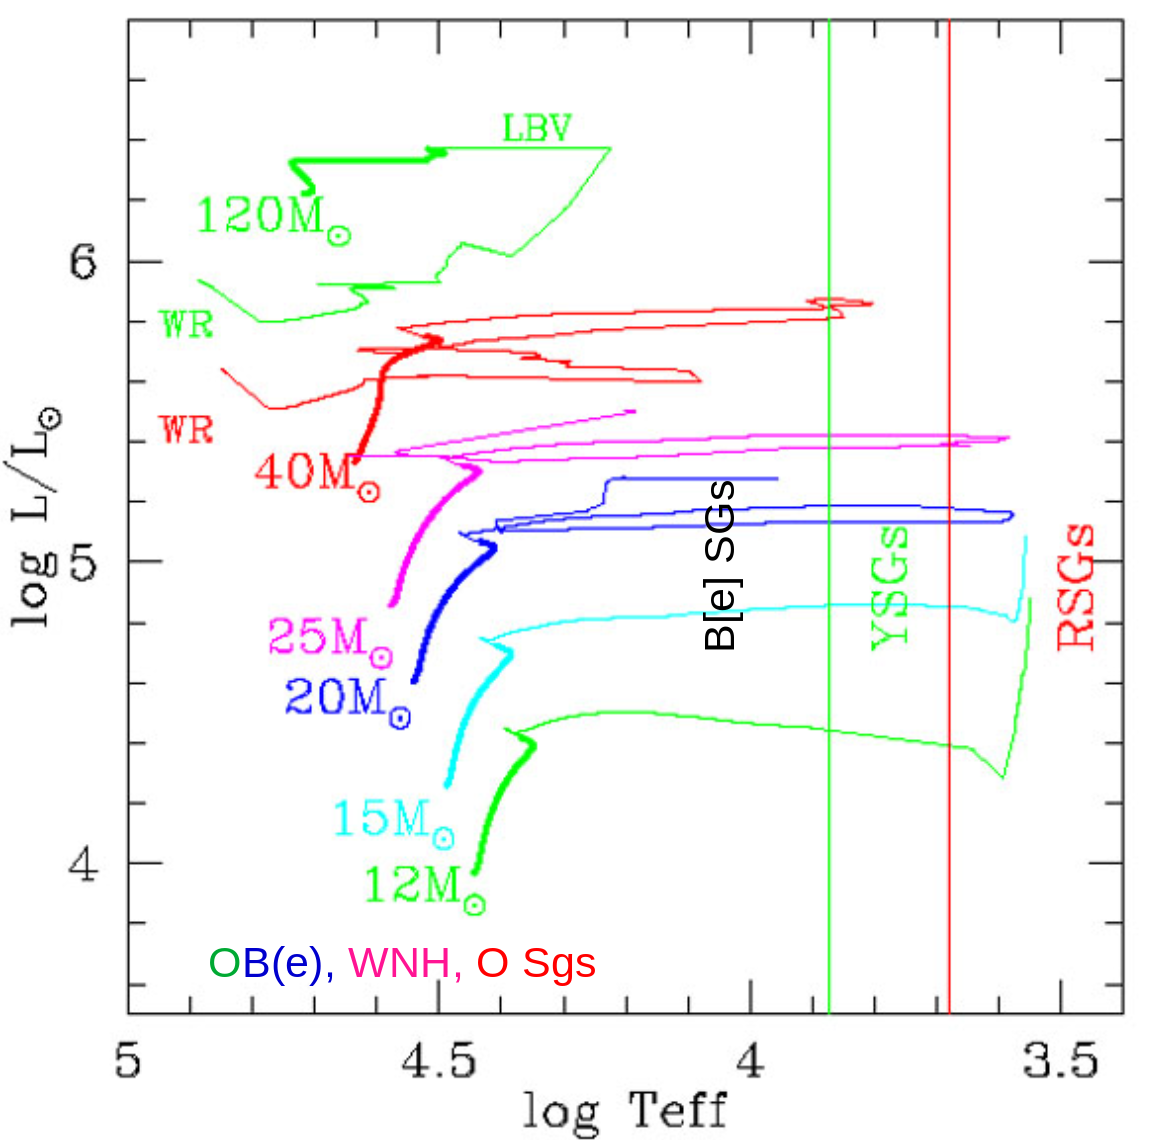 LBV
120M⊙
6
WR
WR
40M⊙
log L/L⊙
B[e] SGs
YSGs
RSGs
5
25M⊙
20M⊙
15M⊙
4
12M⊙
OB(e), WNH, O Sgs
5 4.5 4 3.5
log Teff